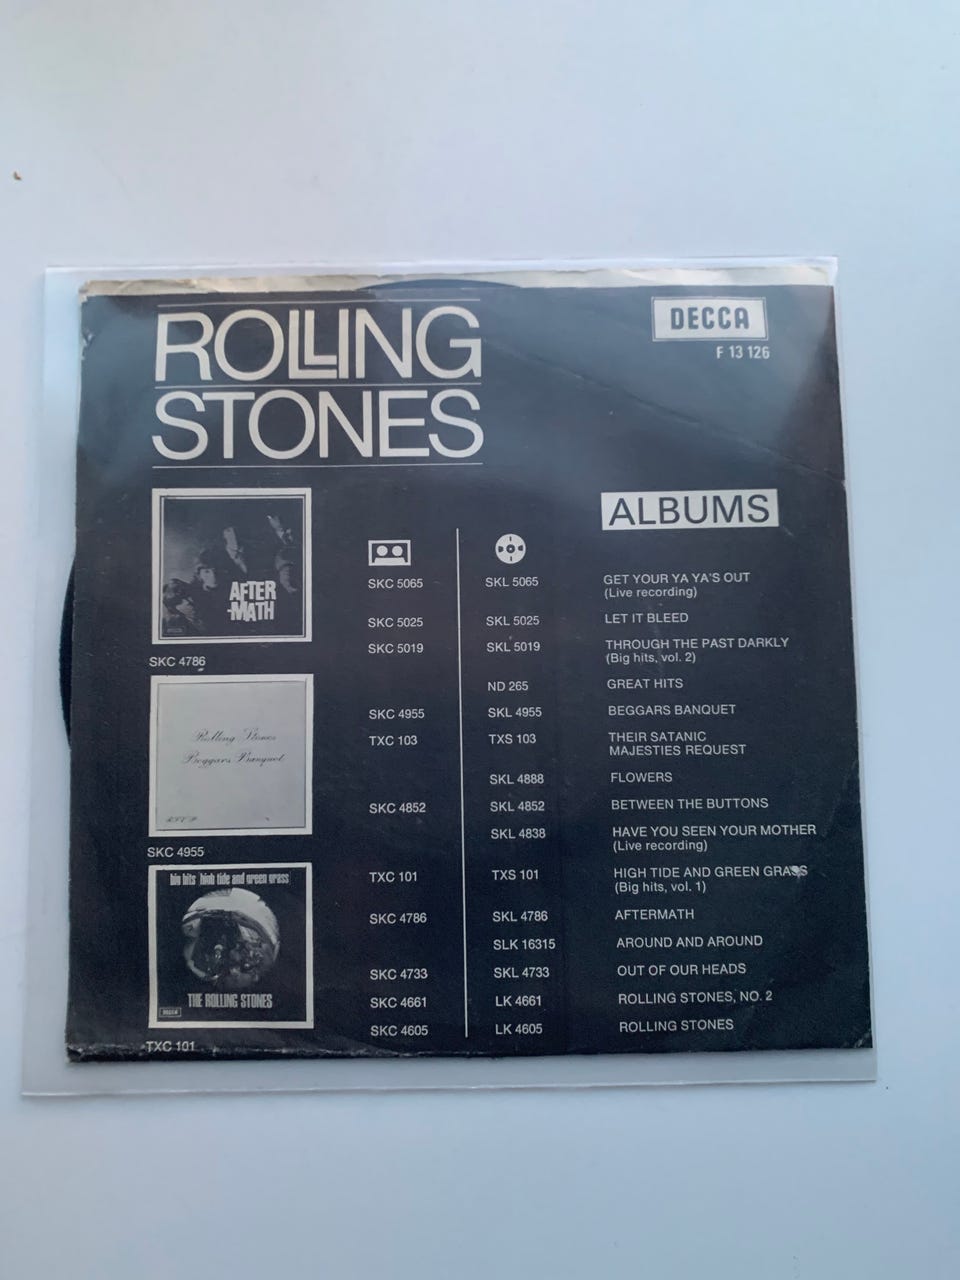 ROLLING
STONES
DECCA
F 13 126
AFTER
-MATH
SKC 4786
Rolling Stones
Beggars Banquet
R.S.V.P.
SKC 4955
big hits high tide and green grass
THE ROLLING STONES
DECCA
TXC 101
ALBUMS
SKC 5065 SKL 5065 GET YOUR YA YA'S OUT
(Live recording)
SKC 5025 SKL 5025 LET IT BLEED
SKC 5019 SKL 5019 THROUGH THE PAST DARKLY
(Big hits, vol. 2)
ND 265 GREAT HITS
SKC 4955 SKL 4955 BEGGARS BANQUET
TXC 103 TXS 103 THEIR SATANIC
MAJESTIES REQUEST
SKL 4888 FLOWERS
SKC 4852 SKL 4852 BETWEEN THE BUTTONS
SKL 4838 HAVE YOU SEEN YOUR MOTHER
(Live recording)
TXC 101 TXS 101 HIGH TIDE AND GREEN GRASS
(Big hits, vol. 1)
SKC 4786 SKL 4786 AFTERMATH
SLK 16315 AROUND AND AROUND
SKC 4733 SKL 4733 OUT OF OUR HEADS
SKC 4661 LK 4661 ROLLING STONES, NO. 2
SKC 4605 LK 4605 ROLLING STONES